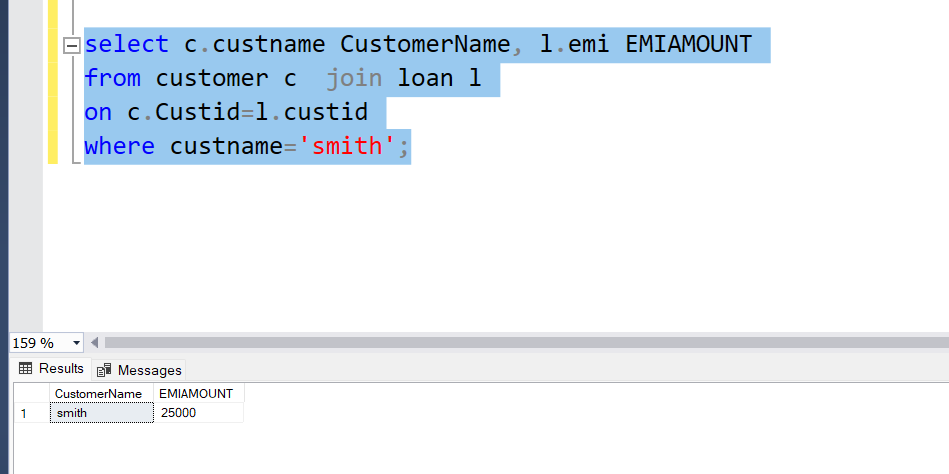 select c.custname CustomerName, l.emi EMIAMOUNT
from customer c  join loan l
on c.Custid=l.custid
where custname='smith';
159 %
Results Messages
CustomerName EMIAMOUNT
1 smith 25000